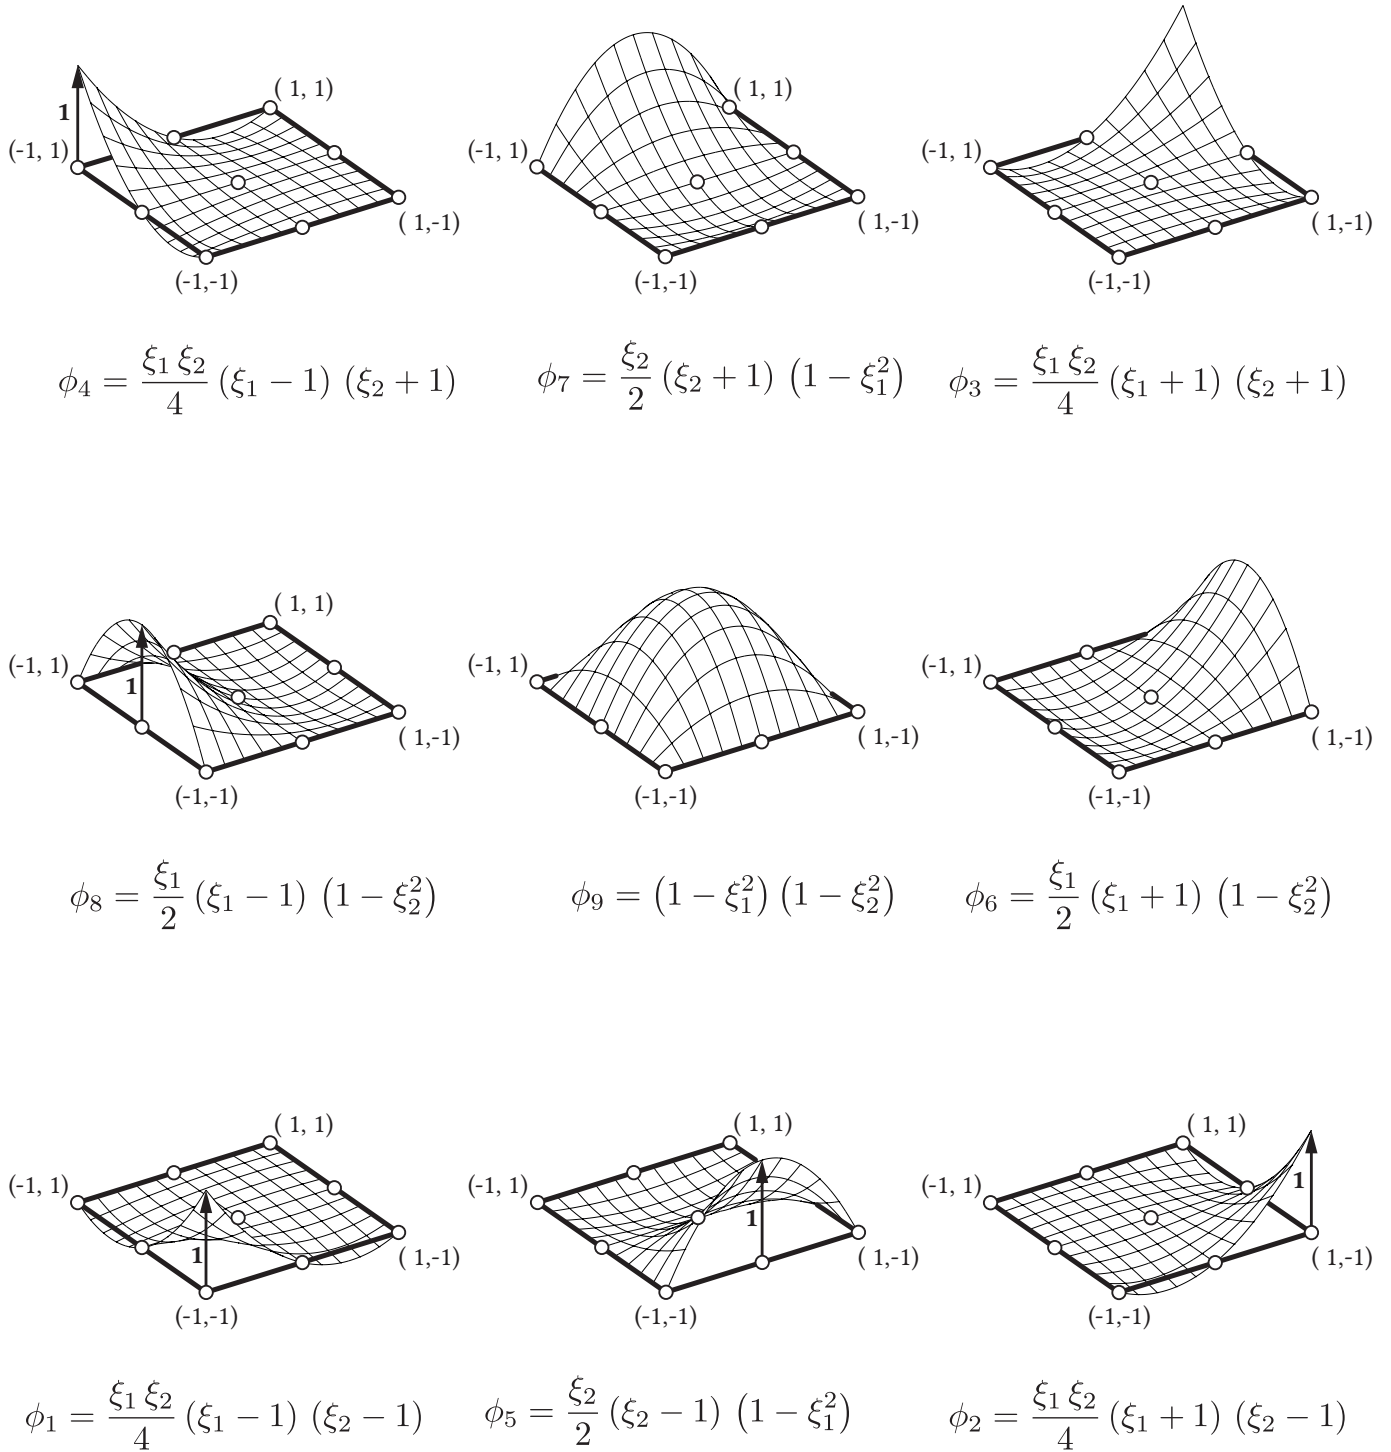 ( 1, 1) ( 1, 1)
1
(-1, 1) (-1, 1) (-1, 1)
( 1,-1) ( 1,-1) ( 1,-1)
(-1,-1) (-1,-1) (-1,-1)
ϕ₄ = ξ₁ ξ₂/4 (ξ₁ − 1) (ξ₂ + 1) ϕ₇ = ξ₂/2 (ξ₂ + 1) (1 − ξ₁²) ϕ₃ = ξ₁ ξ₂/4 (ξ₁ + 1) (ξ₂ + 1)
( 1, 1)
(-1, 1) (-1, 1) (-1, 1)
1
( 1,-1) ( 1,-1) ( 1,-1)
(-1,-1) (-1,-1) (-1,-1)
ϕ₈ = ξ₁/2 (ξ₁ − 1) (1 − ξ₂²) ϕ₉ = (1 − ξ₁²) (1 − ξ₂²) ϕ₆ = ξ₁/2 (ξ₁ + 1) (1 − ξ₂²)
( 1, 1) ( 1, 1) ( 1, 1)
(-1, 1) (-1, 1) (-1, 1) 1
1 1
( 1,-1) ( 1,-1) ( 1,-1)
(-1,-1) (-1,-1) (-1,-1)
ϕ₁ = ξ₁ ξ₂/4 (ξ₁ − 1) (ξ₂ − 1) ϕ₅ = ξ₂/2 (ξ₂ − 1) (1 − ξ₁²) ϕ₂ = ξ₁ ξ₂/4 (ξ₁ + 1) (ξ₂ − 1)